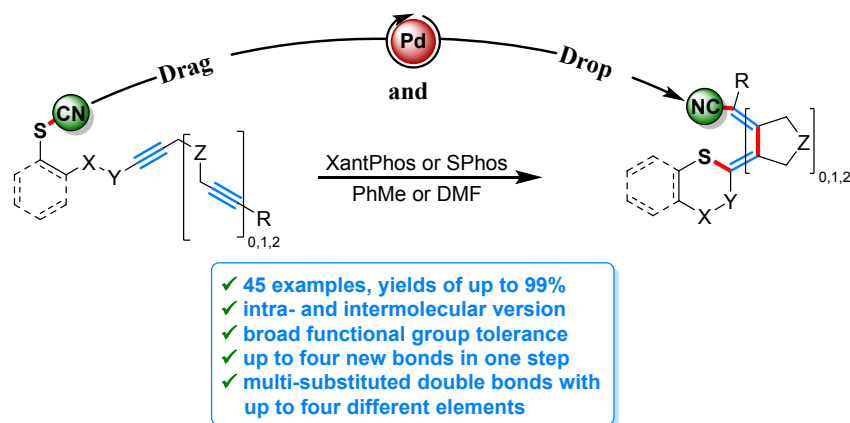 Drag
Pd
and
Drop
CN
S
X
Y
Z
R
0,1,2
XantPhos or SPhos
PhMe or DMF
NC
R
S
Z
X
Y
0,1,2
✓ 45 examples, yields of up to 99%
✓ intra- and intermolecular version
✓ broad functional group tolerance
✓ up to four new bonds in one step
✓ multi-substituted double bonds with
up to four different elements